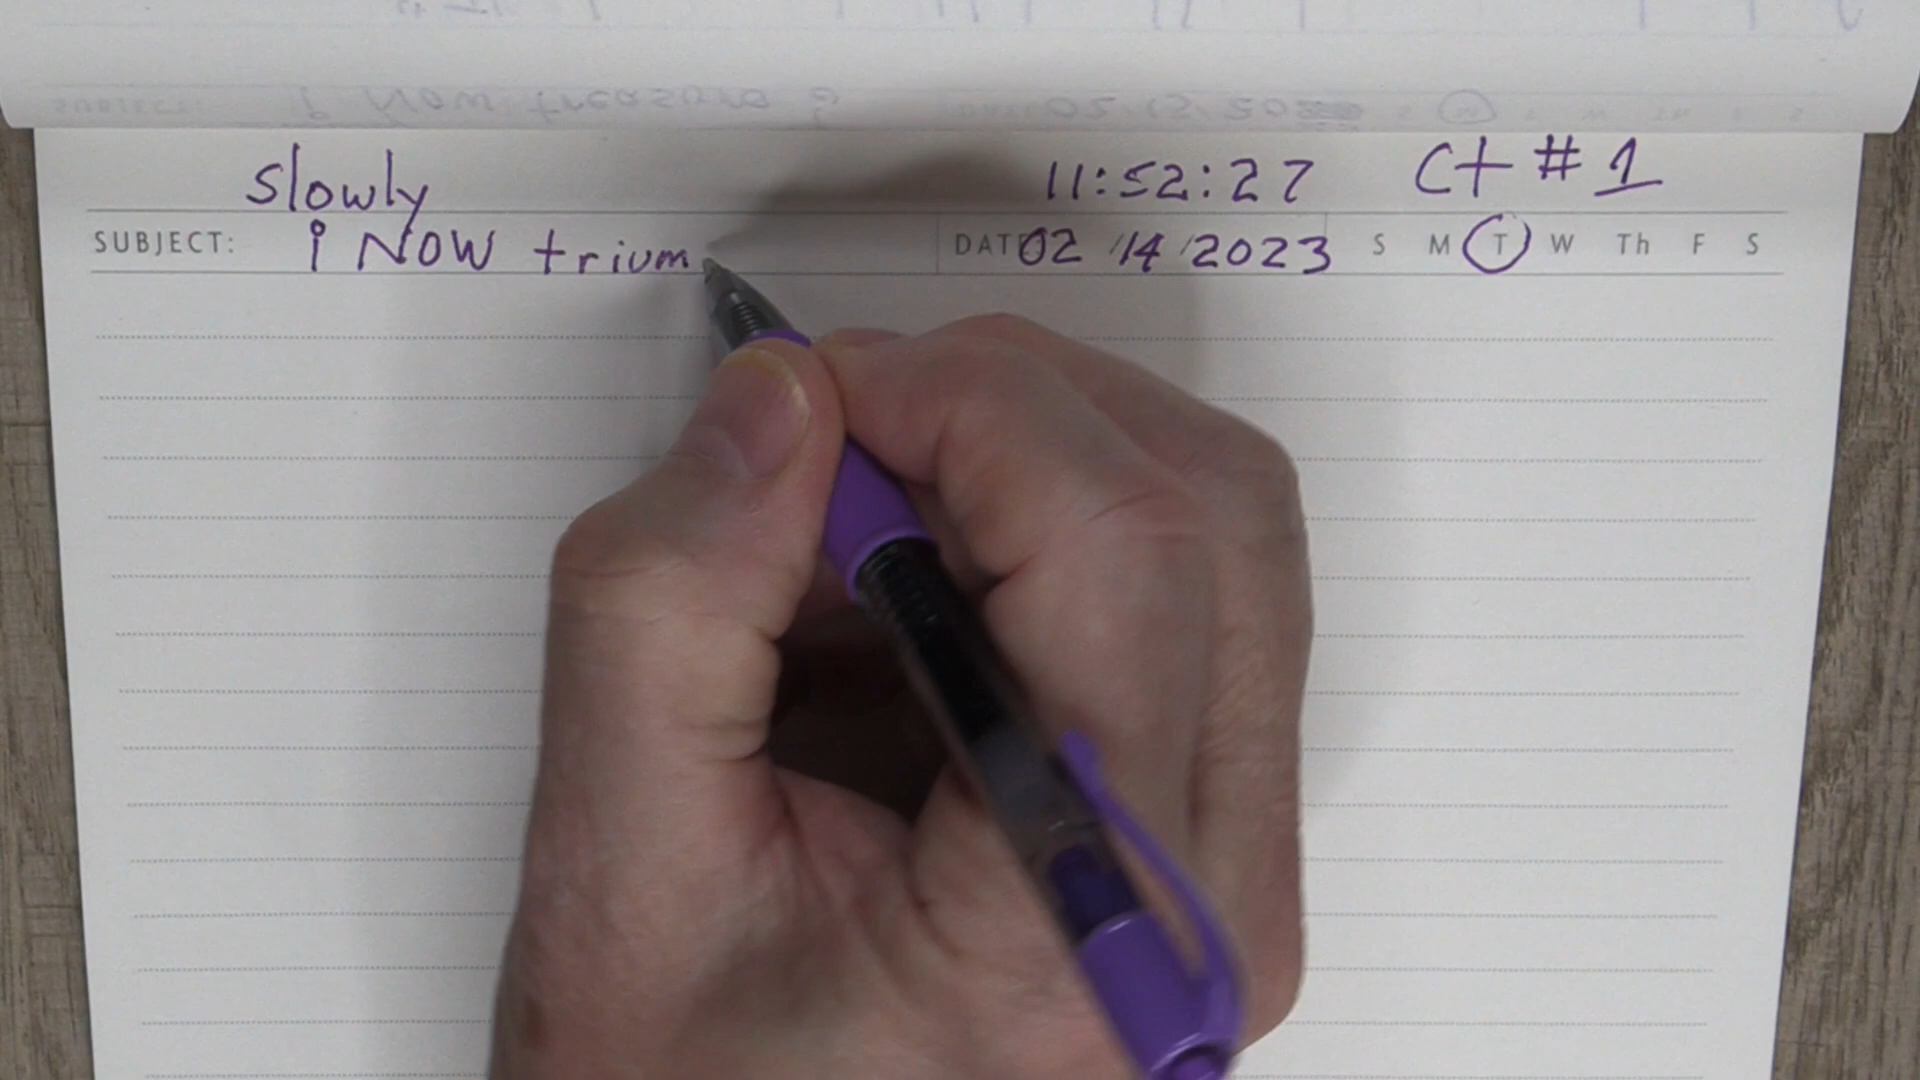 Slowly 11:52:27 Ct # 1
SUBJECT: i NOW trium DATE 02/14/2023 S M T W Th F S